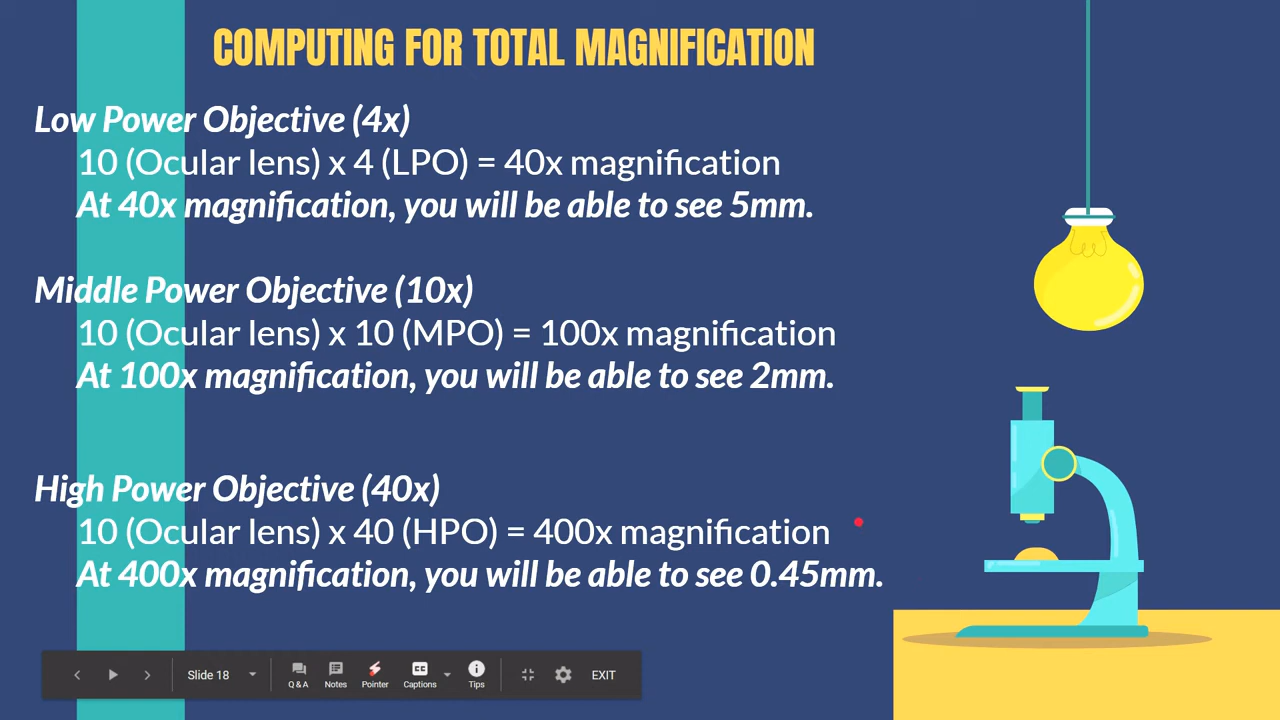 COMPUTING FOR TOTAL MAGNIFICATION
Low Power Objective (4x)
10 (Ocular lens) x 4 (LPO) = 40x magnification
At 40x magnification, you will be able to see 5mm.
Middle Power Objective (10x)
10 (Ocular lens) x 10 (MPO) = 100x magnification
At 100x magnification, you will be able to see 2mm.
High Power Objective (40x)
10 (Ocular lens) x 40 (HPO) = 400x magnification
At 400x magnification, you will be able to see 0.45mm.
Slide 18
Q & A
Notes
Pointer
CC
Captions
Tips
EXIT